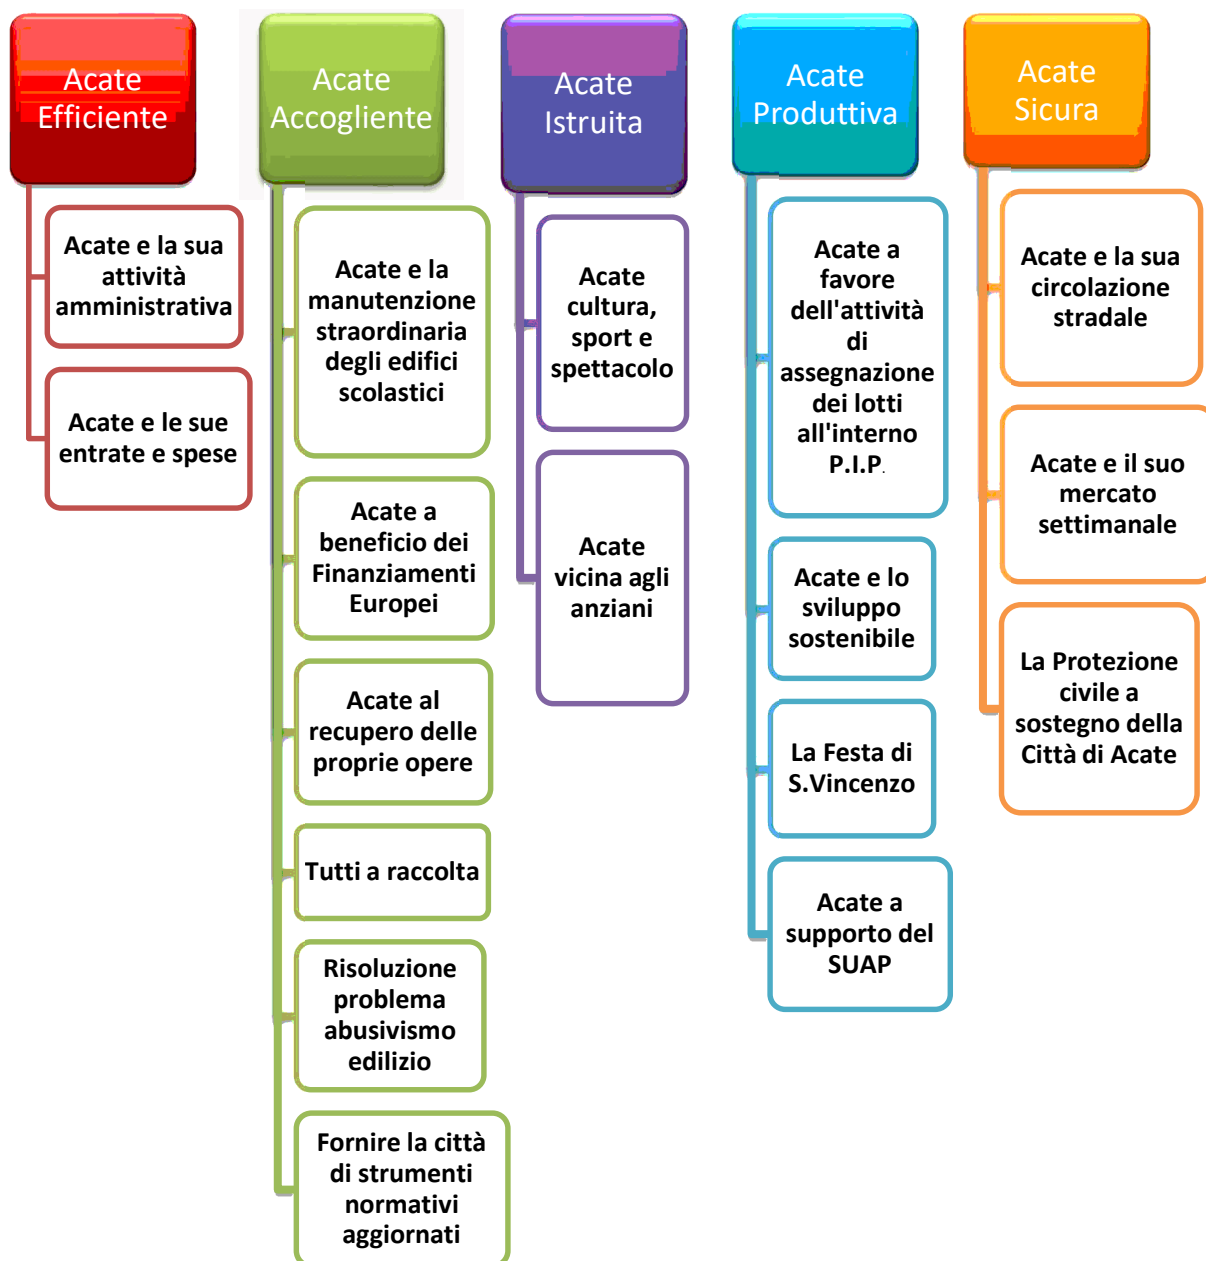 Acate
Efficiente
Acate e la sua
attività
amministrativa
Acate e le sue
entrate e spese
Acate
Accogliente
Acate e la
manutenzione
straordinaria
degli edifici
scolastici
Acate a
beneficio dei
Finanziamenti
Europei
Acate al
recupero delle
proprie opere
Tutti a raccolta
Risoluzione
problema
abusivismo
edilizio
Fornire la città
di strumenti
normativi
aggiornati
Acate
Istruita
Acate
cultura,
sport e
spettacolo
Acate
vicina agli
anziani
Acate
Produttiva
Acate a
favore
dell'attività
di
assegnazione
dei lotti
all'interno
P.I.P.
Acate e lo
sviluppo
sostenibile
La Festa di
S.Vincenzo
Acate a
supporto del
SUAP
Acate
Sicura
Acate e la sua
circolazione
stradale
Acate e il suo
mercato
settimanale
La Protezione
civile a
sostegno della
Città di Acate